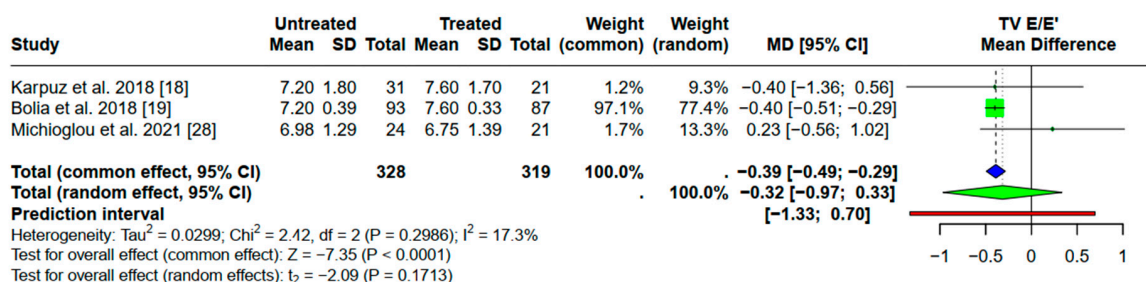 Untreated Treated Weight Weight TV E/E'
Study Mean SD Total Mean SD Total (common) (random) MD [95% CI] Mean Difference
Karpuz et al. 2018 [18] 7.20 1.80 31 7.60 1.70 21 1.2% 9.3% −0.40 [−1.36; 0.56]
Bolia et al. 2018 [19] 7.20 0.39 93 7.60 0.33 87 97.1% 77.4% −0.40 [−0.51; −0.29]
Michioglou et al. 2021 [28] 6.98 1.29 24 6.75 1.39 21 1.7% 13.3% 0.23 [−0.56; 1.02]
Total (common effect, 95% CI) 328 319 100.0% . −0.39 [−0.49; −0.29]
Total (random effect, 95% CI) . 100.0% −0.32 [−0.97; 0.33]
Prediction interval [−1.33; 0.70]
Heterogeneity: Tau² = 0.0299; Chi² = 2.42, df = 2 (P = 0.2986); I² = 17.3%
Test for overall effect (common effect): Z = −7.35 (P < 0.0001)
Test for overall effect (random effects): t₂ = −2.09 (P = 0.1713)
−1 −0.5 0 0.5 1